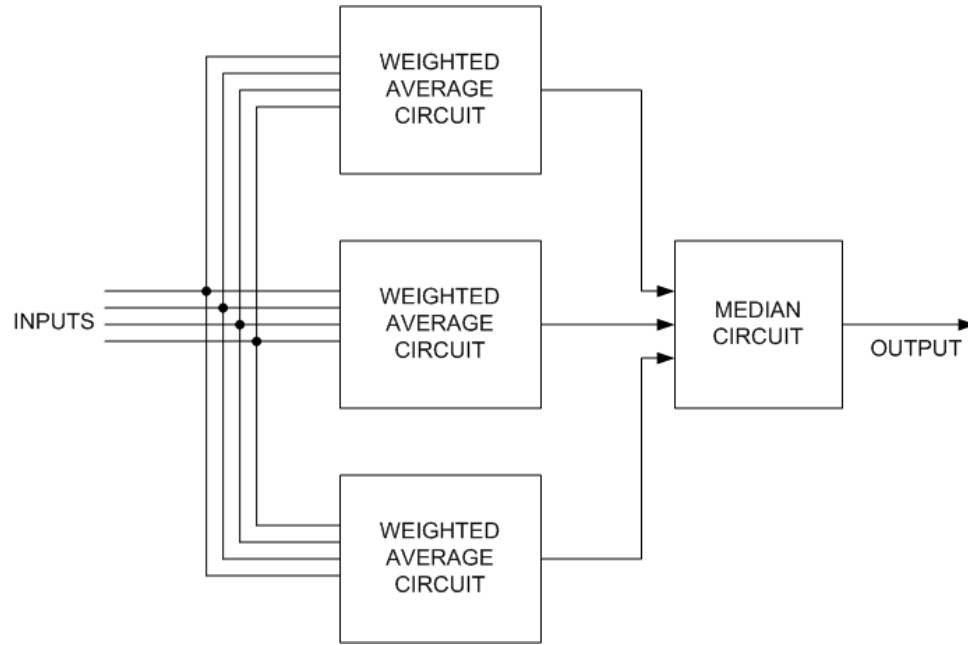 WEIGHTED
AVERAGE
CIRCUIT
INPUTS
WEIGHTED
AVERAGE
CIRCUIT
MEDIAN
CIRCUIT
OUTPUT
WEIGHTED
AVERAGE
CIRCUIT